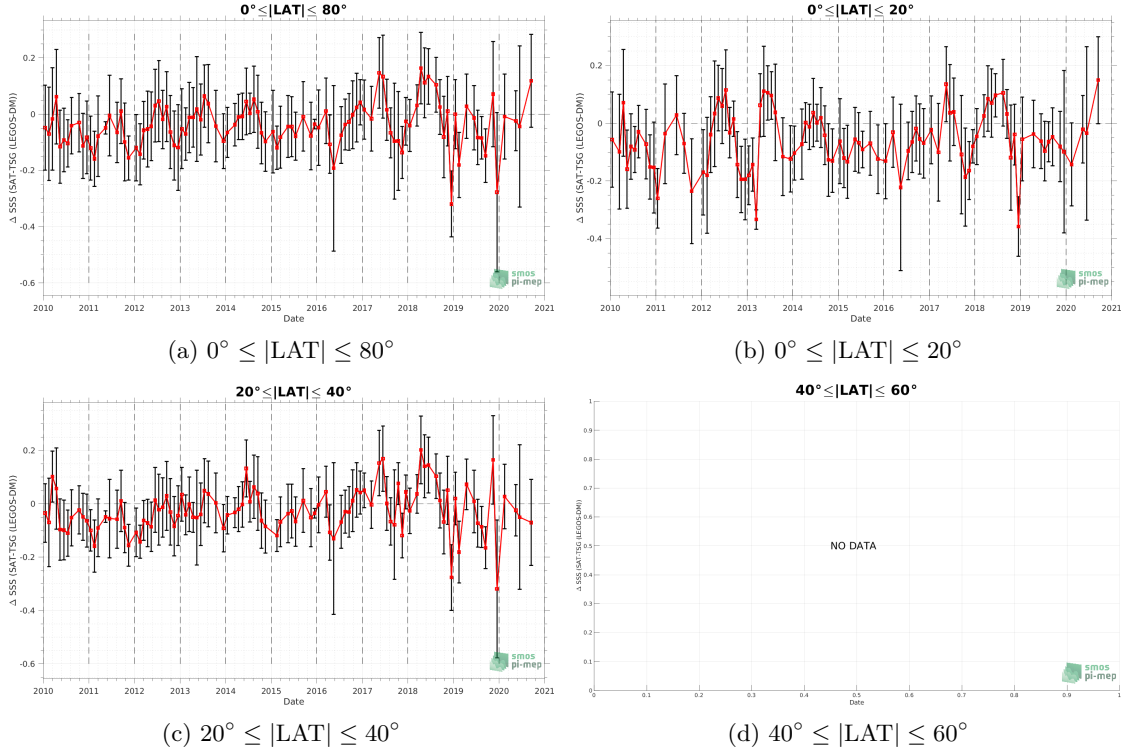 0°≤|LAT|≤ 80°
Δ SSS (SAT-TSG (LEGOS-DM))
0.2
0
-0.2
-0.4
-0.6
2010 2011 2012 2013 2014 2015 2016 2017 2018 2019 2020 2021
Date
smos
pi-mep
(a) 0° ≤ |LAT| ≤ 80°
0°≤|LAT|≤ 20°
Δ SSS (SAT-TSG (LEGOS-DM))
0.2
0
-0.2
-0.4
2010 2011 2012 2013 2014 2015 2016 2017 2018 2019 2020 2021
Date
smos
pi-mep
(b) 0° ≤ |LAT| ≤ 20°
20°≤|LAT|≤ 40°
Δ SSS (SAT-TSG (LEGOS-DM))
0.2
0
-0.2
-0.4
-0.6
2010 2011 2012 2013 2014 2015 2016 2017 2018 2019 2020 2021
Date
smos
pi-mep
(c) 20° ≤ |LAT| ≤ 40°
40°≤|LAT|≤ 60°
Δ SSS (SAT-TSG (LEGOS-DM))
1
0.9
0.8
0.7
0.6
0.5
0.4
0.3
0.2
0.1
0
NO DATA
0 0.1 0.2 0.3 0.4 0.5 0.6 0.7 0.8 0.9 1
Date
smos
pi-mep
(d) 40° ≤ |LAT| ≤ 60°